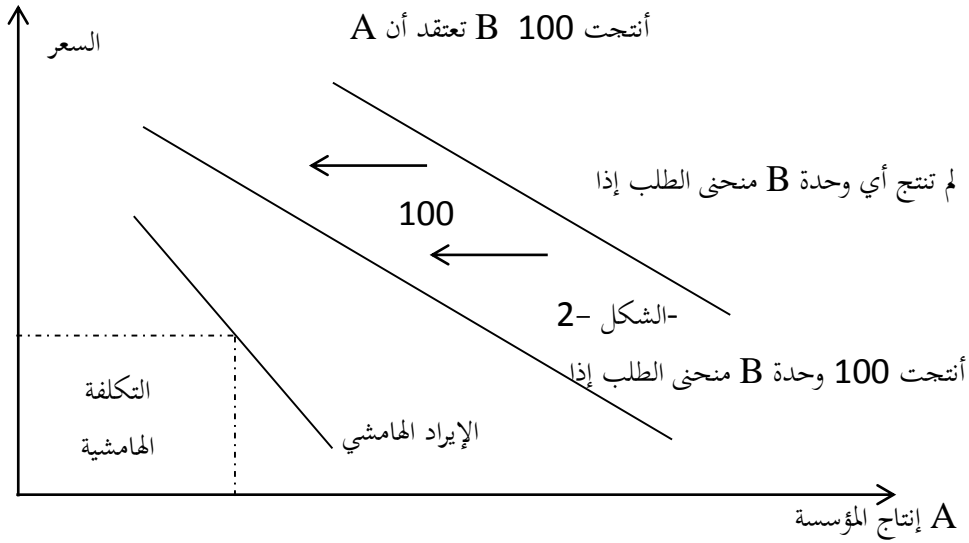 أنتجت 100 B تعتقد أن A
السعر
لم تنتج أي وحدة B منحنى الطلب إذا
100
-الشكل –2
أنتجت 100 وحدة B منحنى الطلب إذا
التكلفة
الهامشية
الإيراد الهامشي
A إنتاج المؤسسة